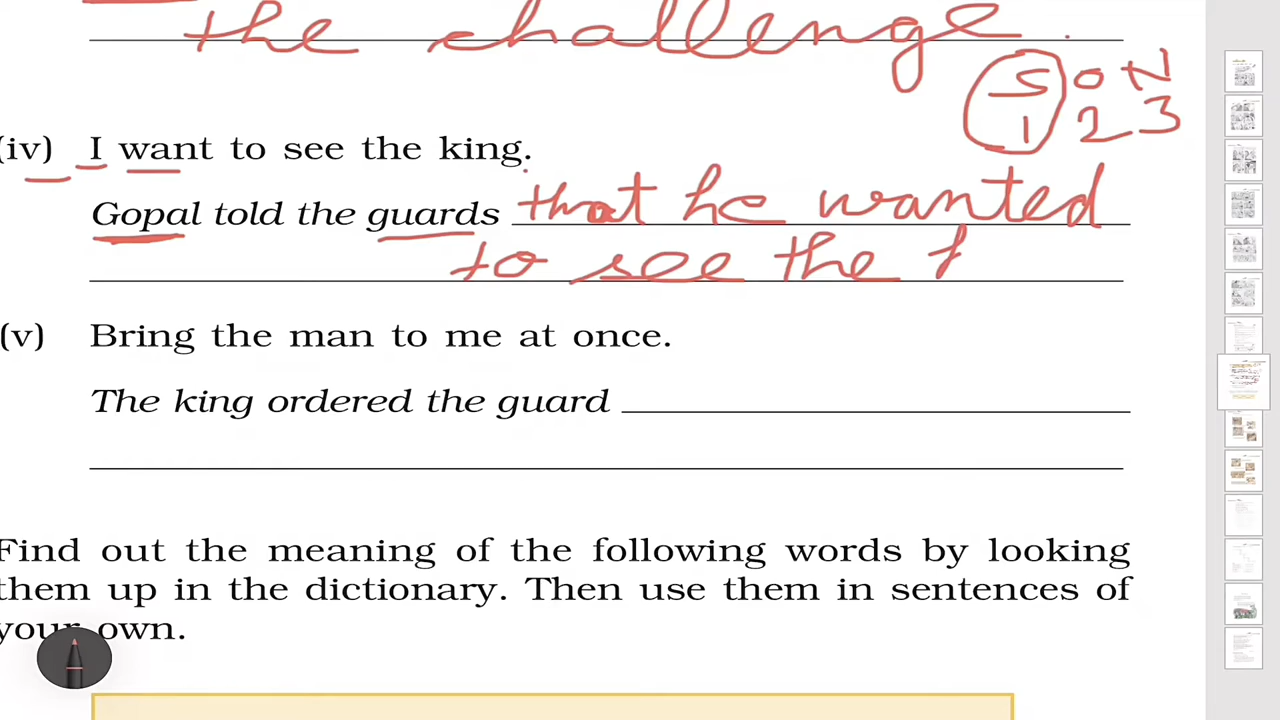 the challenge.
SON
123
(iv) I want to see the king.
Gopal told the guards that he wanted
to see the
(v) Bring the man to me at once.
The king ordered the guard
Find out the meaning of the following words by looking
them up in the dictionary. Then use them in sentences of
your own.